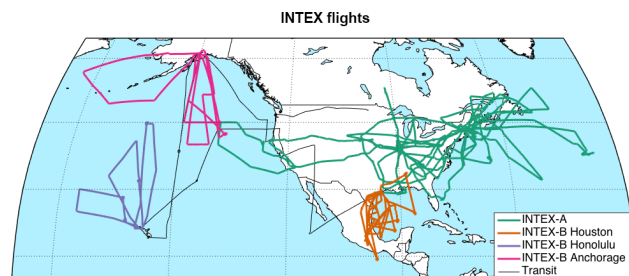 INTEX flights
INTEX-A
INTEX-B Houston
INTEX-B Honolulu
INTEX-B Anchorage
Transit